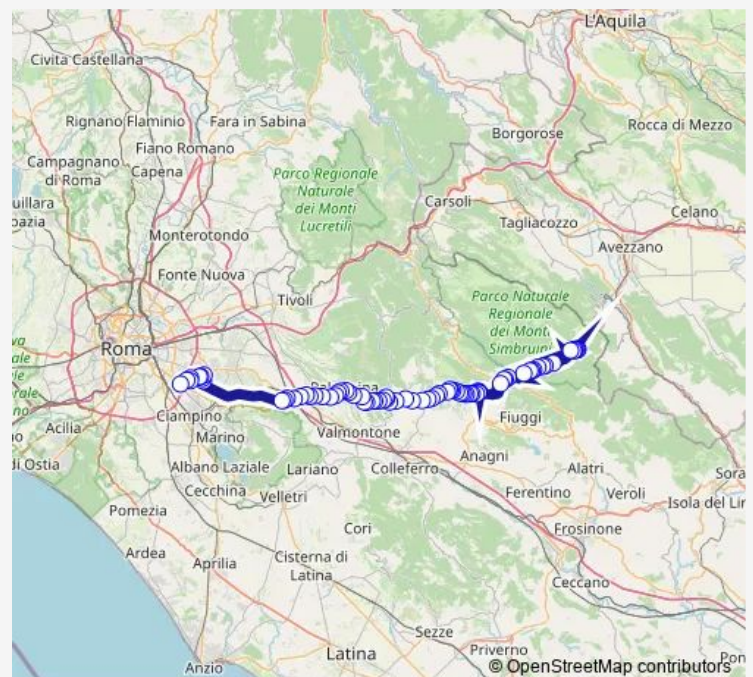 L'Aquila
Civita Castellana
Rignano Flaminio
Fara in Sabina
Rocca di Mezzo
Borgorose
Fiano Romano
Campagnano
di Roma
Capena
Parco Regionale
Naturale
dei Monti
Lucretili
Carsoli
Tagliacozzo
Celano
Monterotondo
Avezzano
Fonte Nuova
Tivoli
Parco Naturale
Regionale
dei Monti
Simbruini
Roma
Ciampino
Fiuggi
Acilia
Marino
Valmontone
Anagni
di Ostia
Albano Laziale
Lariano
Colleferro
Alatri
Sora
Cecchina
Velletri
Ferentino
Veroli
Isola del Lir
Pomezia
Cori
Frosinone
Ardea
Aprilia
Cisterna di
Latina
Ceccano
Sezze
Latina
Priverno
Anzio
© OpenStreetMap contributors